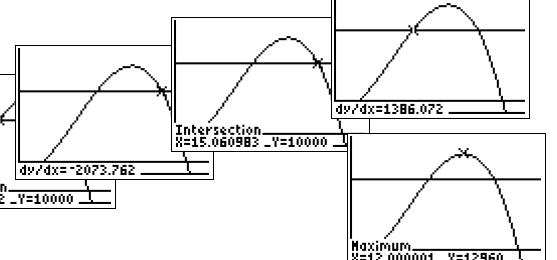 dy/dx=1386.072
Intersection
X=15.060983 Y=10000
dy/dx=-2073.762
n
2 Y=10000
Maximum
X=12.000001 Y=12960